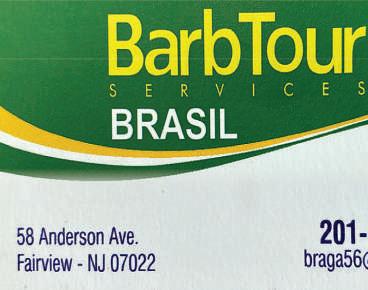 BarbTour
SERVICES
BRASIL
58 Anderson Ave.
Fairview - NJ 07022
201-
braga56@